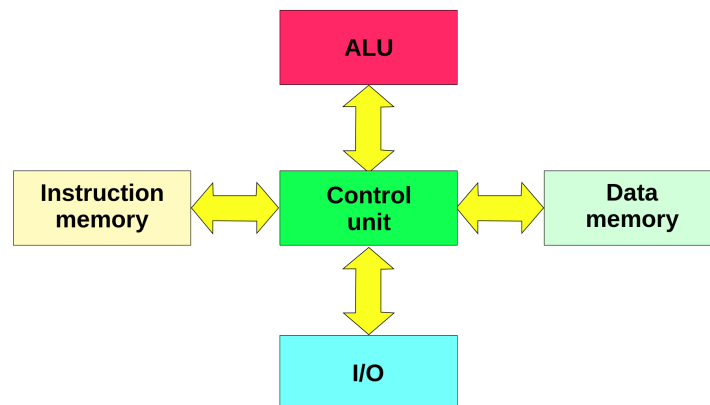 ALU
Instruction
memory
Control
unit
Data
memory
I/O